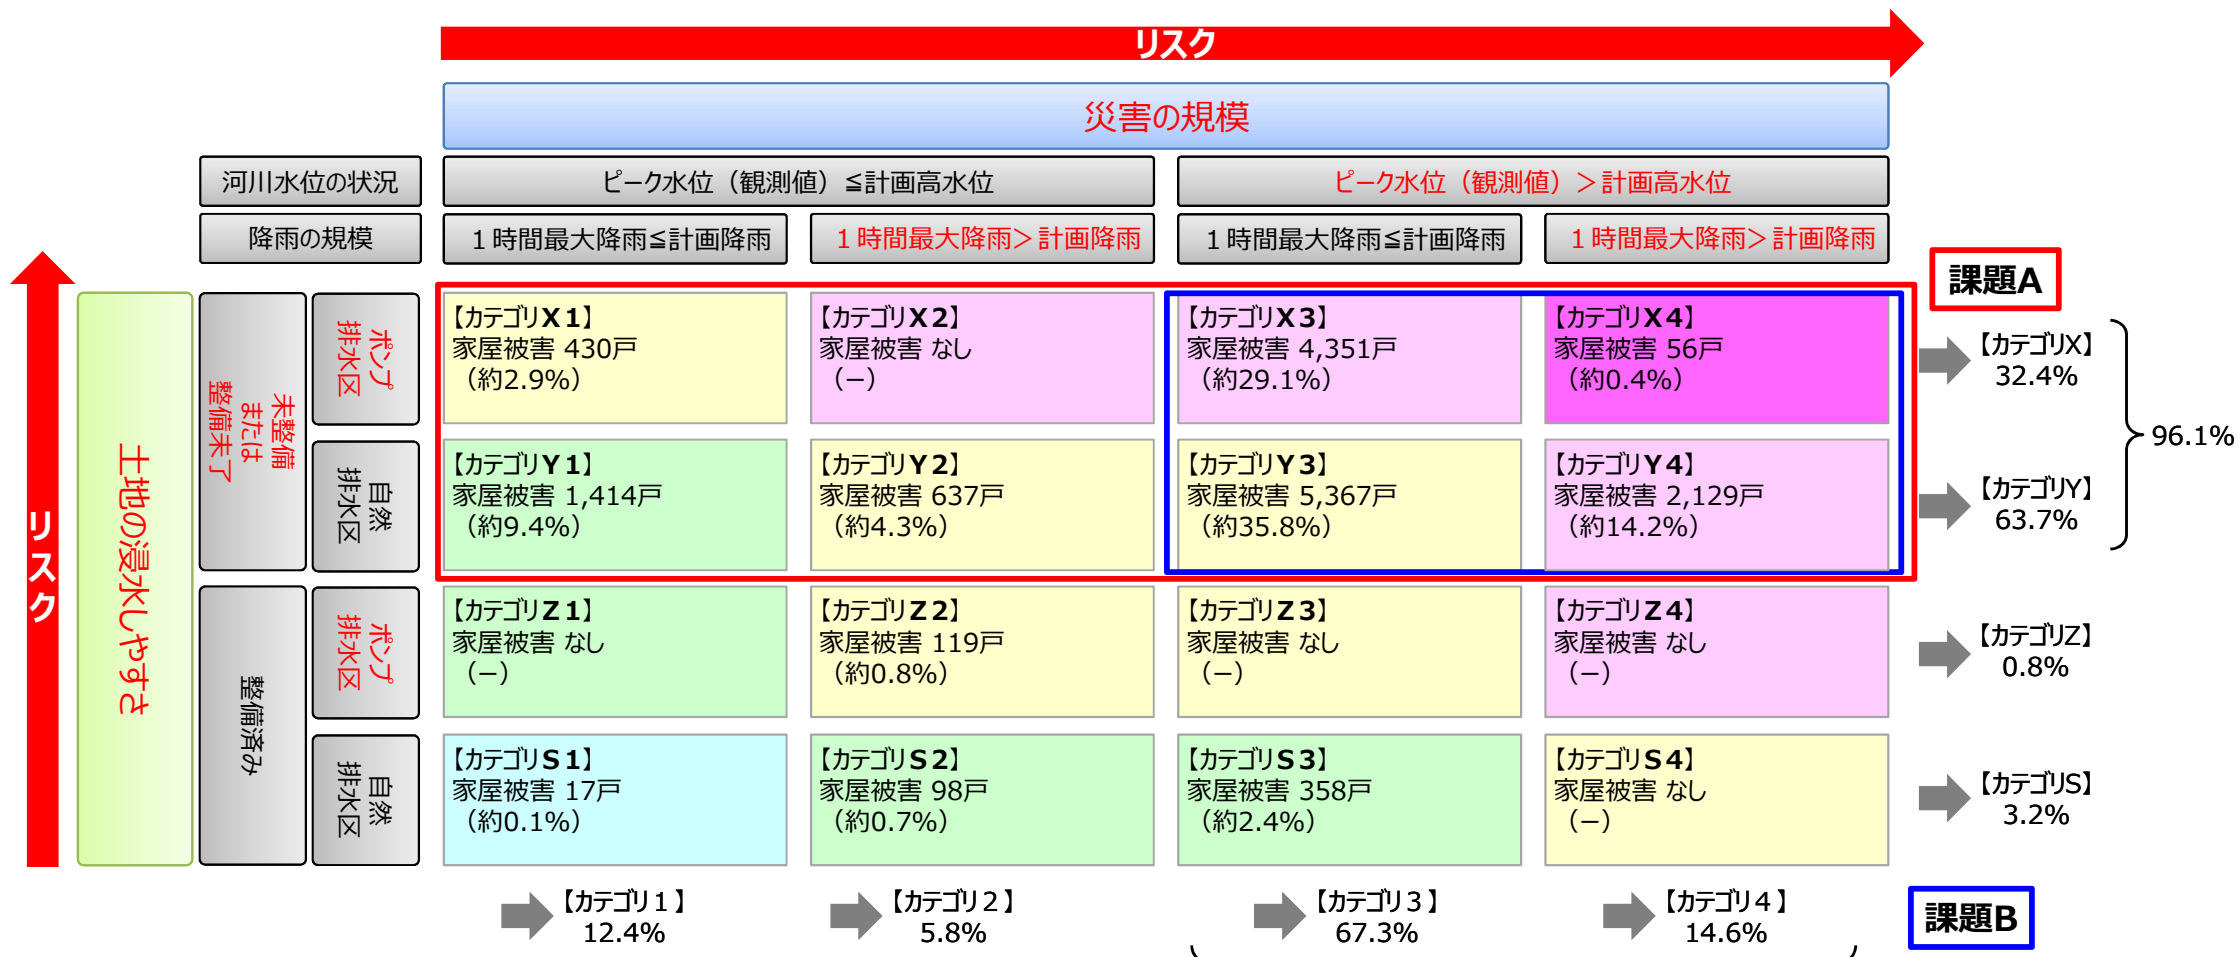 リスク
災害の規模
河川水位の状況
ピーク水位（観測値）≦計画高水位
ピーク水位（観測値）＞計画高水位
降雨の規模
１時間最大降雨≦計画降雨
１時間最大降雨＞計画降雨
１時間最大降雨≦計画降雨
１時間最大降雨＞計画降雨
課題A
リスク
土地の浸水しやすさ
未整備
または
整備未了
ポンプ
排水区
【カテゴリX１】
家屋被害 430戸
（約2.9%）
【カテゴリX２】
家屋被害 なし
（－）
【カテゴリX３】
家屋被害 4,351戸
（約29.1%）
【カテゴリX４】
家屋被害 56戸
（約0.4%）
【カテゴリX】
32.4%
自然
排水区
【カテゴリY１】
家屋被害 1,414戸
（約9.4%）
【カテゴリY２】
家屋被害 637戸
（約4.3%）
【カテゴリY３】
家屋被害 5,367戸
（約35.8%）
【カテゴリY４】
家屋被害 2,129戸
（約14.2%）
【カテゴリY】
63.7%
96.1%
整備済み
ポンプ
排水区
【カテゴリZ１】
家屋被害 なし
（－）
【カテゴリZ２】
家屋被害 119戸
（約0.8%）
【カテゴリZ３】
家屋被害 なし
（－）
【カテゴリZ４】
家屋被害 なし
（－）
【カテゴリZ】
0.8%
自然
排水区
【カテゴリS１】
家屋被害 17戸
（約0.1%）
【カテゴリS２】
家屋被害 98戸
（約0.7%）
【カテゴリS３】
家屋被害 358戸
（約2.4%）
【カテゴリS４】
家屋被害 なし
（－）
【カテゴリS】
3.2%
【カテゴリ１】
12.4%
【カテゴリ２】
5.8%
【カテゴリ３】
67.3%
【カテゴリ４】
14.6%
課題B